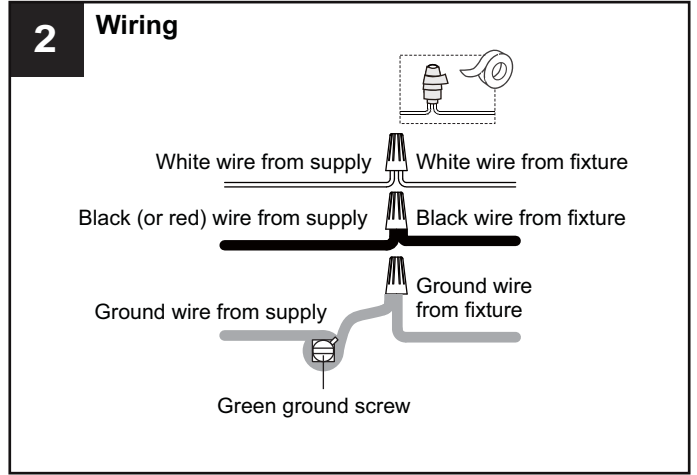 2
Wiring
White wire from supply
White wire from fixture
Black (or red) wire from supply
Black wire from fixture
Ground wire
from fixture
Ground wire from supply
Green ground screw